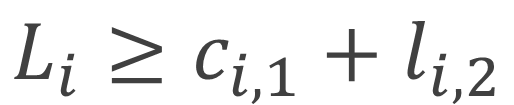 L_i ≥ c_{i,1} + l_{i,2}